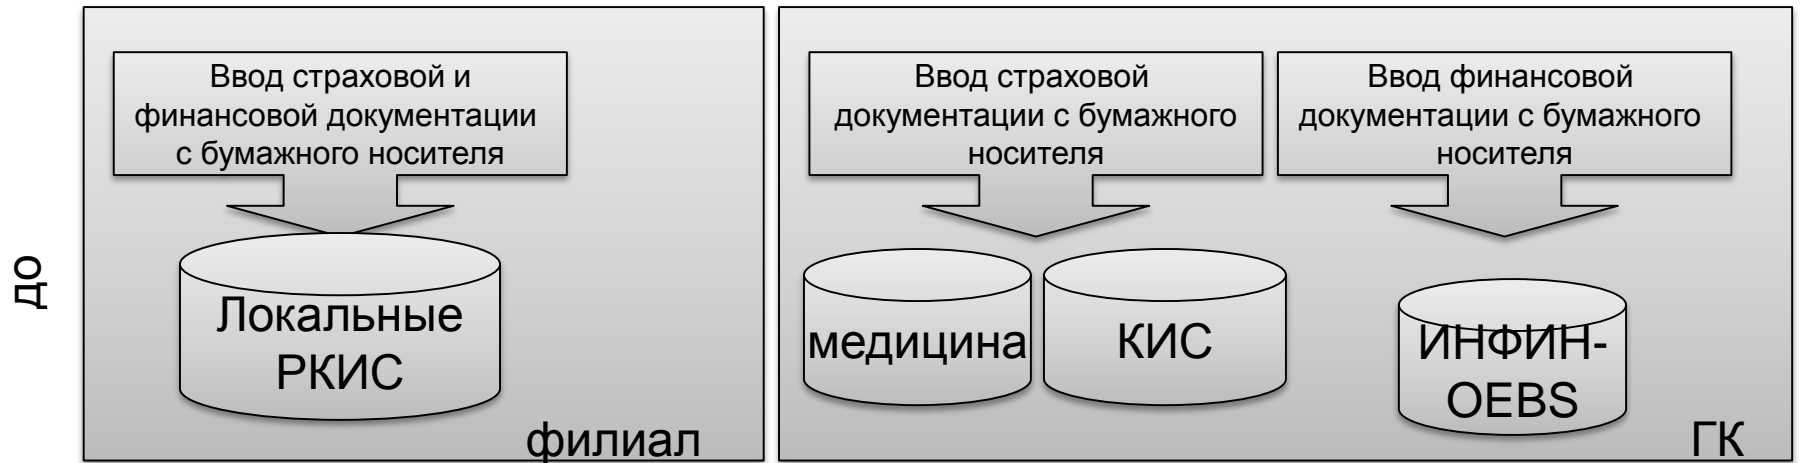 до
Ввод страховой и
финансовой документации
с бумажного носителя
Локальные
РКИС
филиал
Ввод страховой
документации с бумажного
носителя
Ввод финансовой
документации с бумажного
носителя
медицина
КИС
ИНФИН-
OEBS
ГК